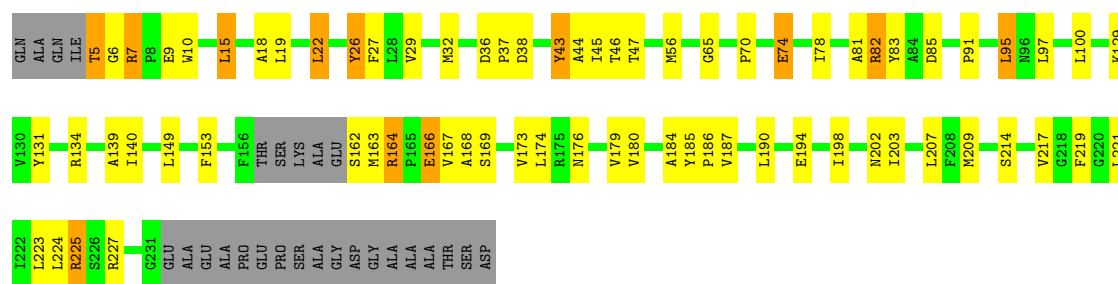 GLN ALA GLN ILE T5 G6 R7 P8 E9 W10 L15 A18 L19 L22 Y26 F27 L28 V29 M32 D36 P37 D38 Y43 A44 I45 T46 T47 M56 G65 P70 E74 I78 A81 R82 Y83 A84 D85 P91 L95 N96 L97 L100
V130 Y131 R134 A139 I140 L149 F153 F156 THR SER LYS ALA GLU S162 M163 R164 P165 E166 V167 A168 S169 V173 L174 R175 N176 V179 V180 A184 Y185 P186 V187 L190 E194 I198 N202 I203 L207 F208 M209 S214 V217 G218 F219 G220
I222 L223 L224 R225 S226 R227 G231 GLU ALA GLU ALA PRO GLU PRO SER ALA GLY ASP GLY ALA ALA ALA THR SER ASP